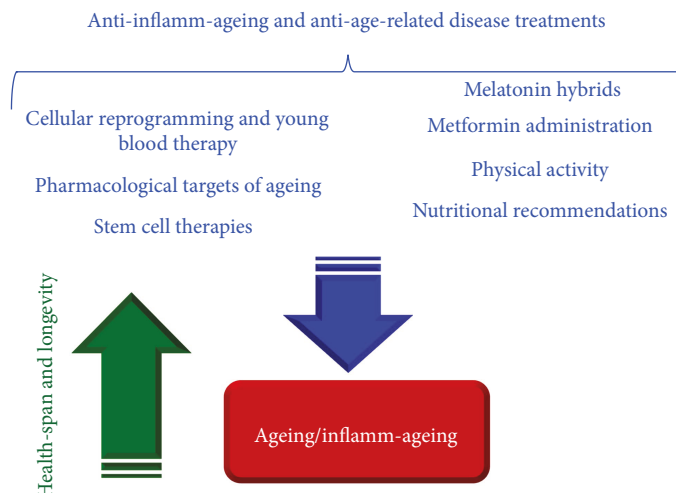 Anti-inflamm-ageing and anti-age-related disease treatments
Cellular reprogramming and young
blood therapy
Pharmacological targets of ageing
Stem cell therapies
Melatonin hybrids
Metformin administration
Physical activity
Nutritional recommendations
Health-span and longevity
Ageing/inflamm-ageing